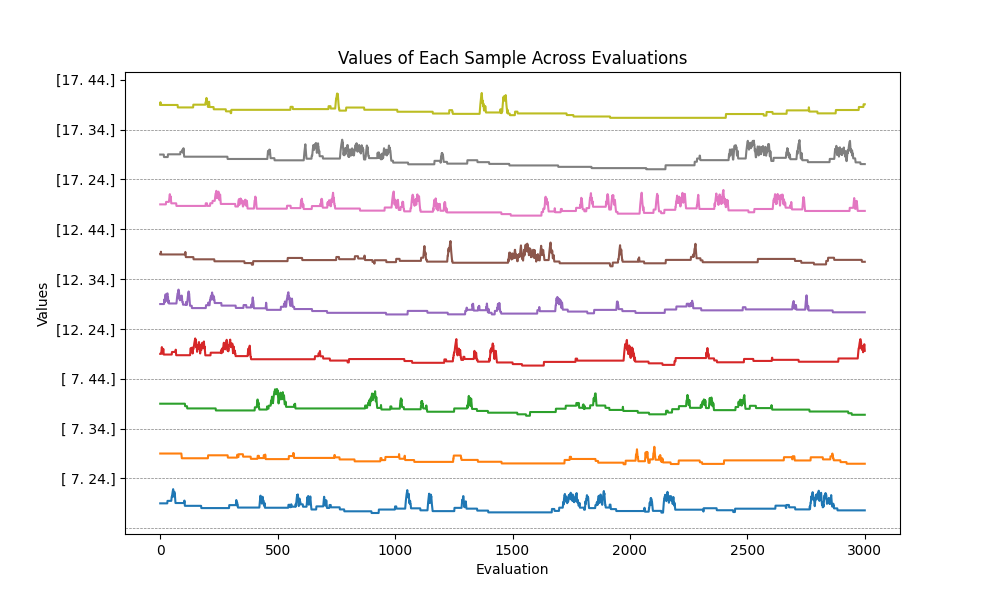 Values of Each Sample Across Evaluations
[17. 44.]
[17. 34.]
[17. 24.]
[12. 44.]
[12. 34.]
[12. 24.]
[ 7. 44.]
[ 7. 34.]
[ 7. 24.]
Values
0 500 1000 1500 2000 2500 3000
Evaluation